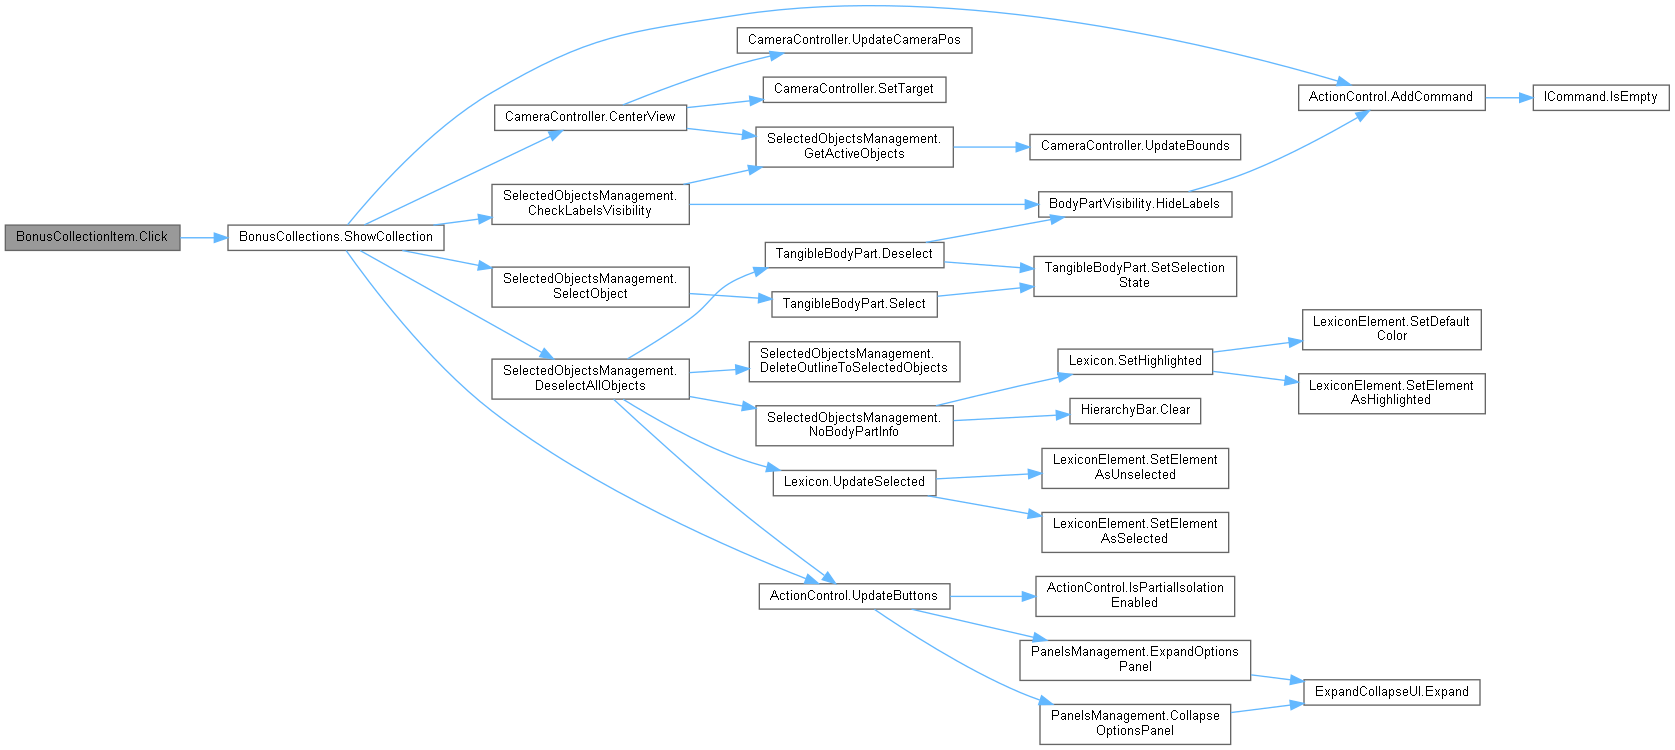 BonusCollectionItem.Click
BonusCollections.ShowCollection
CameraController.CenterView
SelectedObjectsManagement.
CheckLabelsVisibility
SelectedObjectsManagement.
SelectObject
SelectedObjectsManagement.
DeselectAllObjects
CameraController.UpdateCameraPos
CameraController.SetTarget
SelectedObjectsManagement.
GetActiveObjects
TangibleBodyPart.Deselect
TangibleBodyPart.Select
SelectedObjectsManagement.
DeleteOutlineToSelectedObjects
SelectedObjectsManagement.
NoBodyPartInfo
Lexicon.UpdateSelected
ActionControl.UpdateButtons
CameraController.UpdateBounds
BodyPartVisibility.HideLabels
TangibleBodyPart.SetSelection
State
Lexicon.SetHighlighted
HierarchyBar.Clear
LexiconElement.SetElement
AsUnselected
LexiconElement.SetElement
AsSelected
ActionControl.IsPartialIsolation
Enabled
PanelsManagement.ExpandOptions
Panel
PanelsManagement.Collapse
OptionsPanel
ActionControl.AddCommand
LexiconElement.SetDefault
Color
LexiconElement.SetElement
AsHighlighted
ExpandCollapseUI.Expand
ICommand.IsEmpty